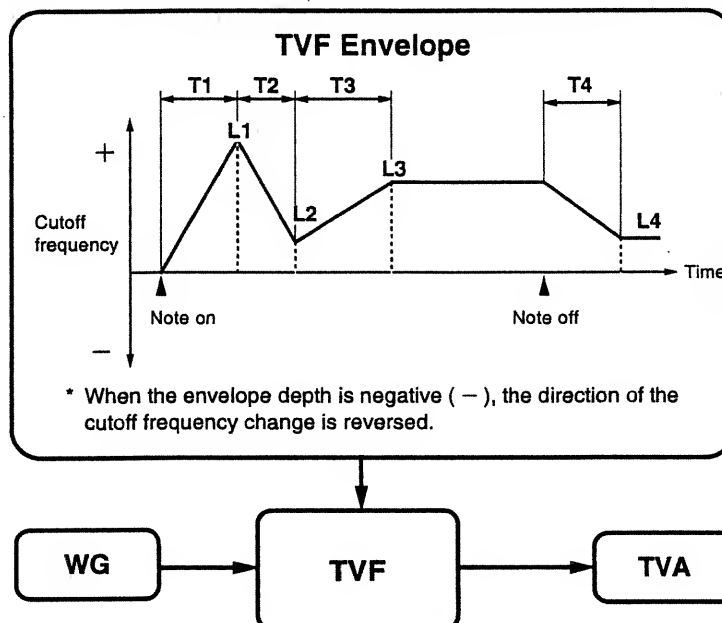 TVF Envelope
T1 T2 T3 T4
L1
+
L3
L2
Cutoff
frequency
L4
Time
Note on Note off
−
* When the envelope depth is negative ( − ), the direction of the
cutoff frequency change is reversed.
WG TVF TVA